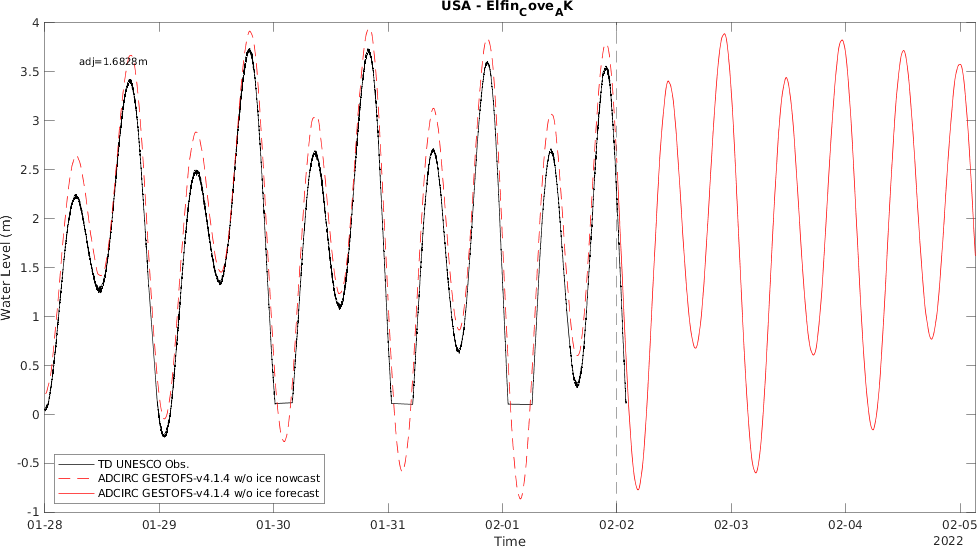 USA - Elfin_Cove_AK
adj=1.6828m
4
3.5
3
2.5
2
1.5
1
0.5
0
-0.5
-1
Water Level (m)
TD UNESCO Obs.
ADCIRC GESTOFS-v4.1.4 w/o ice nowcast
ADCIRC GESTOFS-v4.1.4 w/o ice forecast
01-28 01-29 01-30 01-31 02-01 02-02 02-03 02-04 02-05
Time
2022